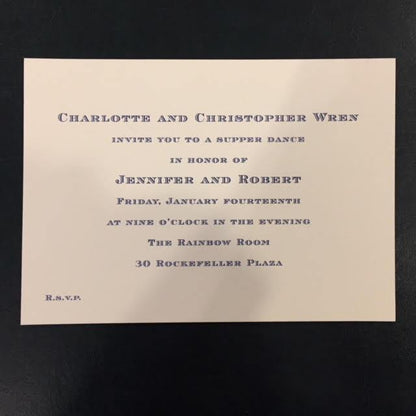 Charlotte and Christopher Wren
invite you to a supper dance
in honor of
Jennifer and Robert
Friday, January fourteenth
at nine o'clock in the evening
The Rainbow Room
30 Rockefeller Plaza
R.s.v.p.